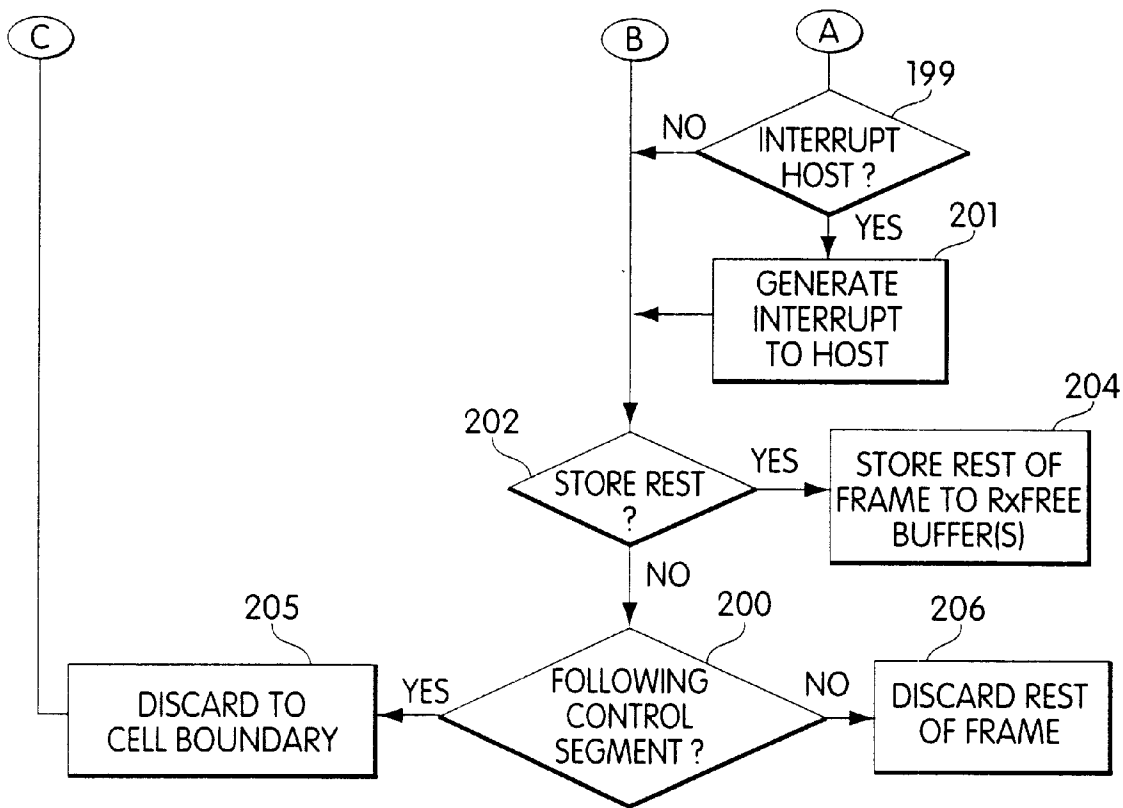 C
B
A
199
NO
INTERRUPT
HOST ?
YES
201
GENERATE
INTERRUPT
TO HOST
202
204
STORE REST
?
YES
STORE REST OF
FRAME TO RxFREE
BUFFER(S)
NO
205
200
206
DISCARD TO
CELL BOUNDARY
YES
FOLLOWING
CONTROL
SEGMENT ?
NO
DISCARD REST
OF FRAME